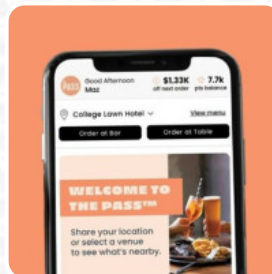 PASS
Good Afternoon
Maz
$1.33K
off next order
7.7k
pts balance
College Lawn Hotel
View menu
Order at Bar
Order at Table
WELCOME TO
THE PASS™
Share your location
or select a venue
to see what's nearby.